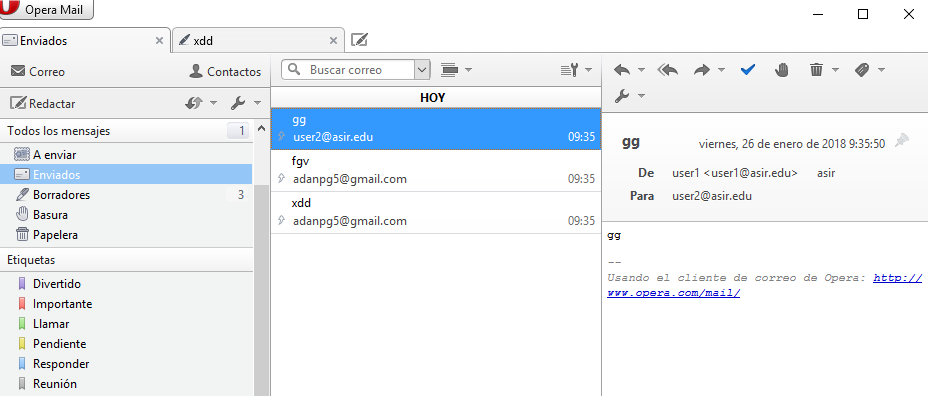 Opera Mail
Enviados
xdd
Correo
Contactos
Redactar
Todos los mensajes 1
A enviar
Enviados
Borradores 3
Basura
Papelera
Etiquetas
Divertido
Importante
Llamar
Pendiente
Responder
Reunión
Buscar correo
HOY
gg
user2@asir.edu 09:35
fgv
adanpg5@gmail.com 09:35
xdd
adanpg5@gmail.com 09:35
gg viernes, 26 de enero de 2018 9:35:50
De user1 <user1@asir.edu> asir
Para user2@asir.edu
gg
--
Usando el cliente de correo de Opera: http://
www.opera.com/mail/